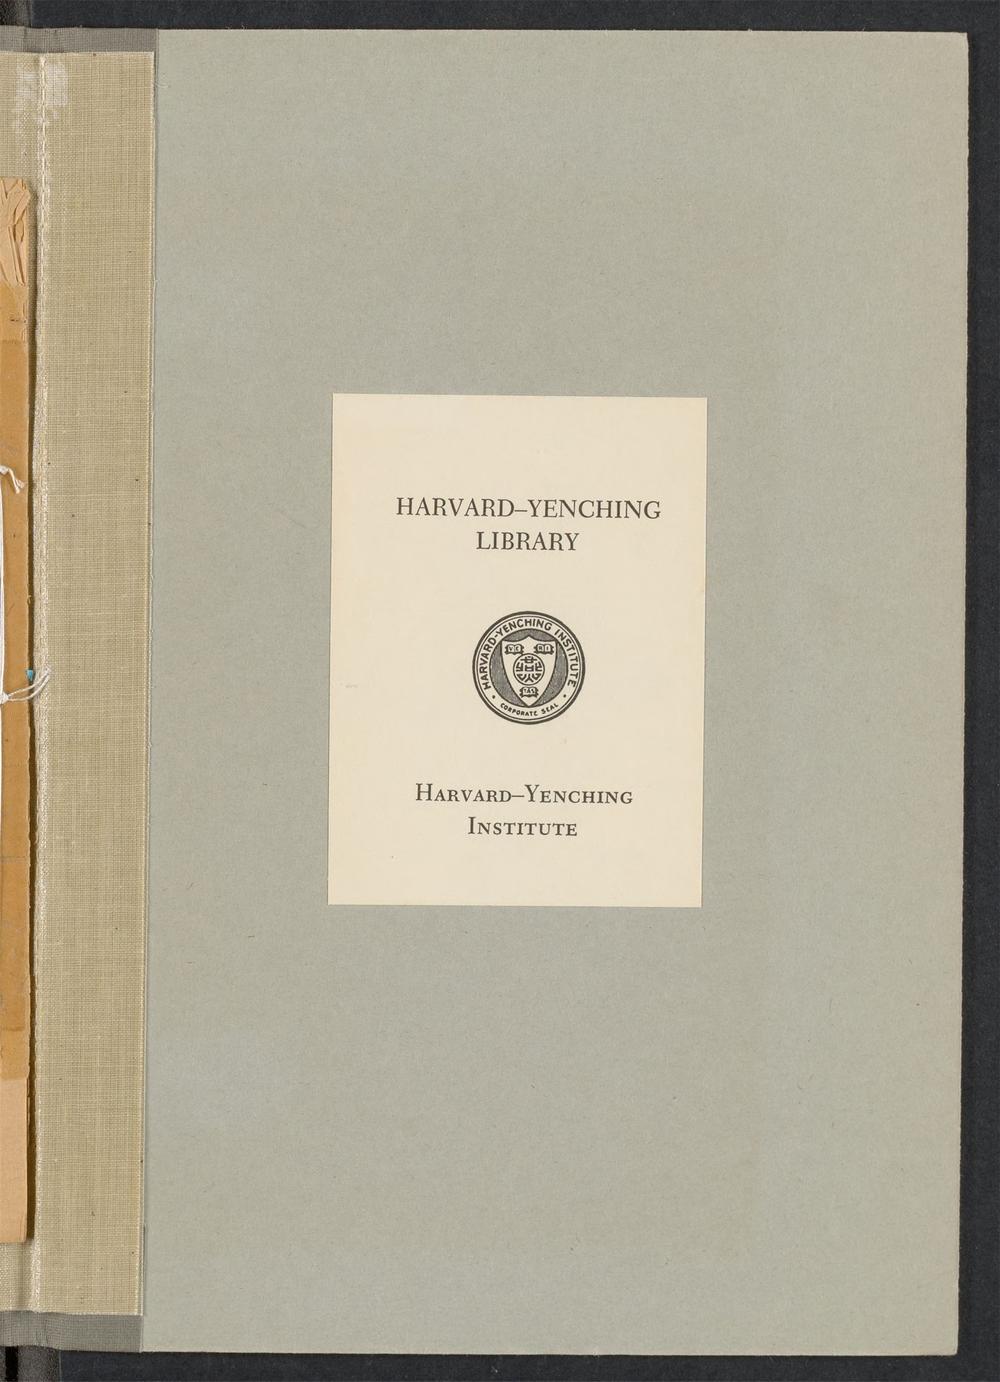 HARVARD–YENCHING
LIBRARY
HARVARD-YENCHING INSTITUTE
CORPORATE SEAL
HARVARD–YENCHING
INSTITUTE